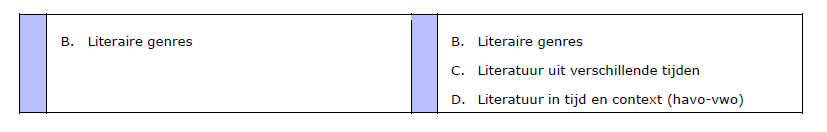 B. Literaire genres
B. Literaire genres
C. Literatuur uit verschillende tijden
D. Literatuur in tijd en context (havo-vwo)